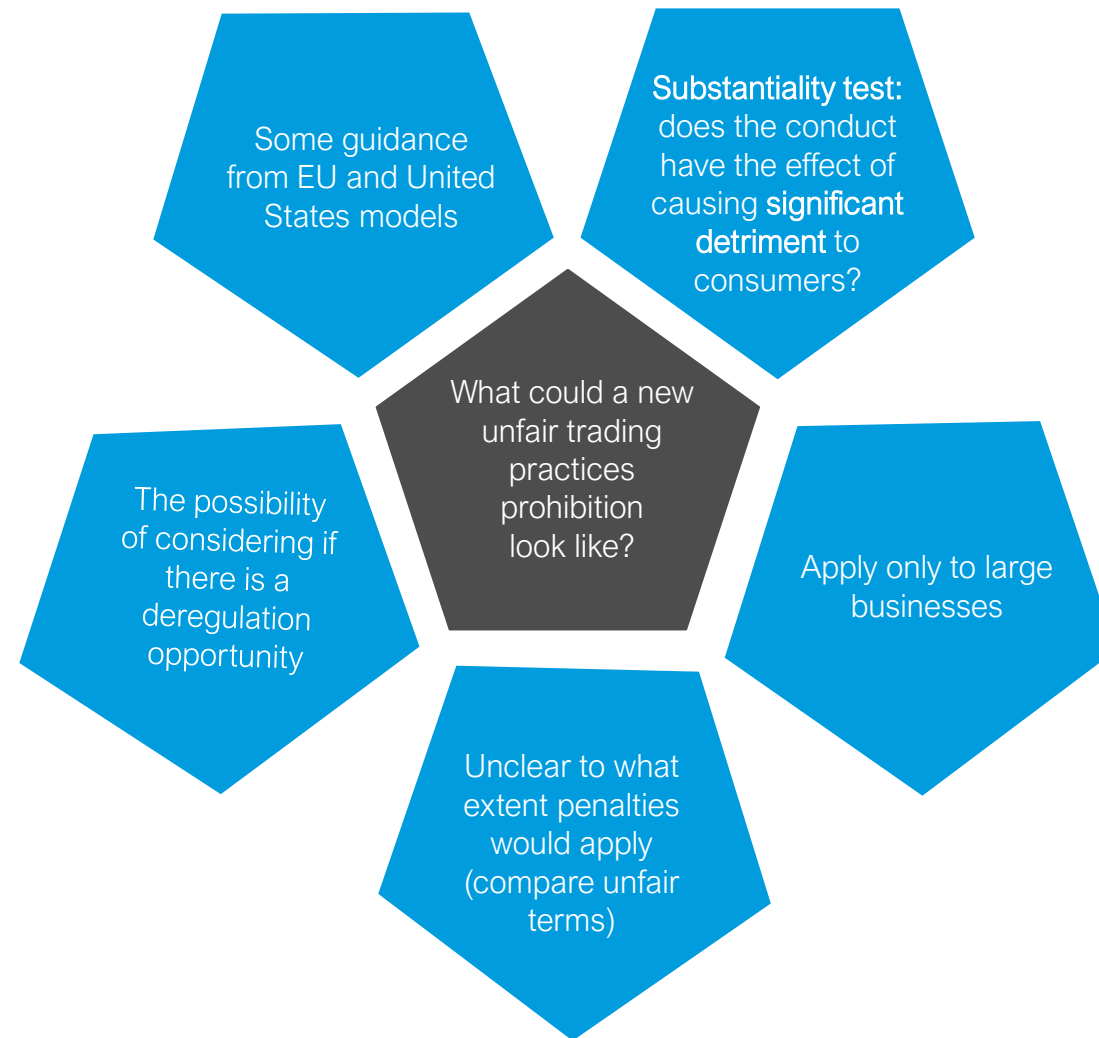 Some guidance
from EU and United
States models
Substantiality test:
does the conduct
have the effect of
causing significant
detriment to
consumers?
What could a new
unfair trading
practices
prohibition
look like?
The possibility
of considering if
there is a
deregulation
opportunity
Apply only to large
businesses
Unclear to what
extent penalties
would apply
(compare unfair
terms)